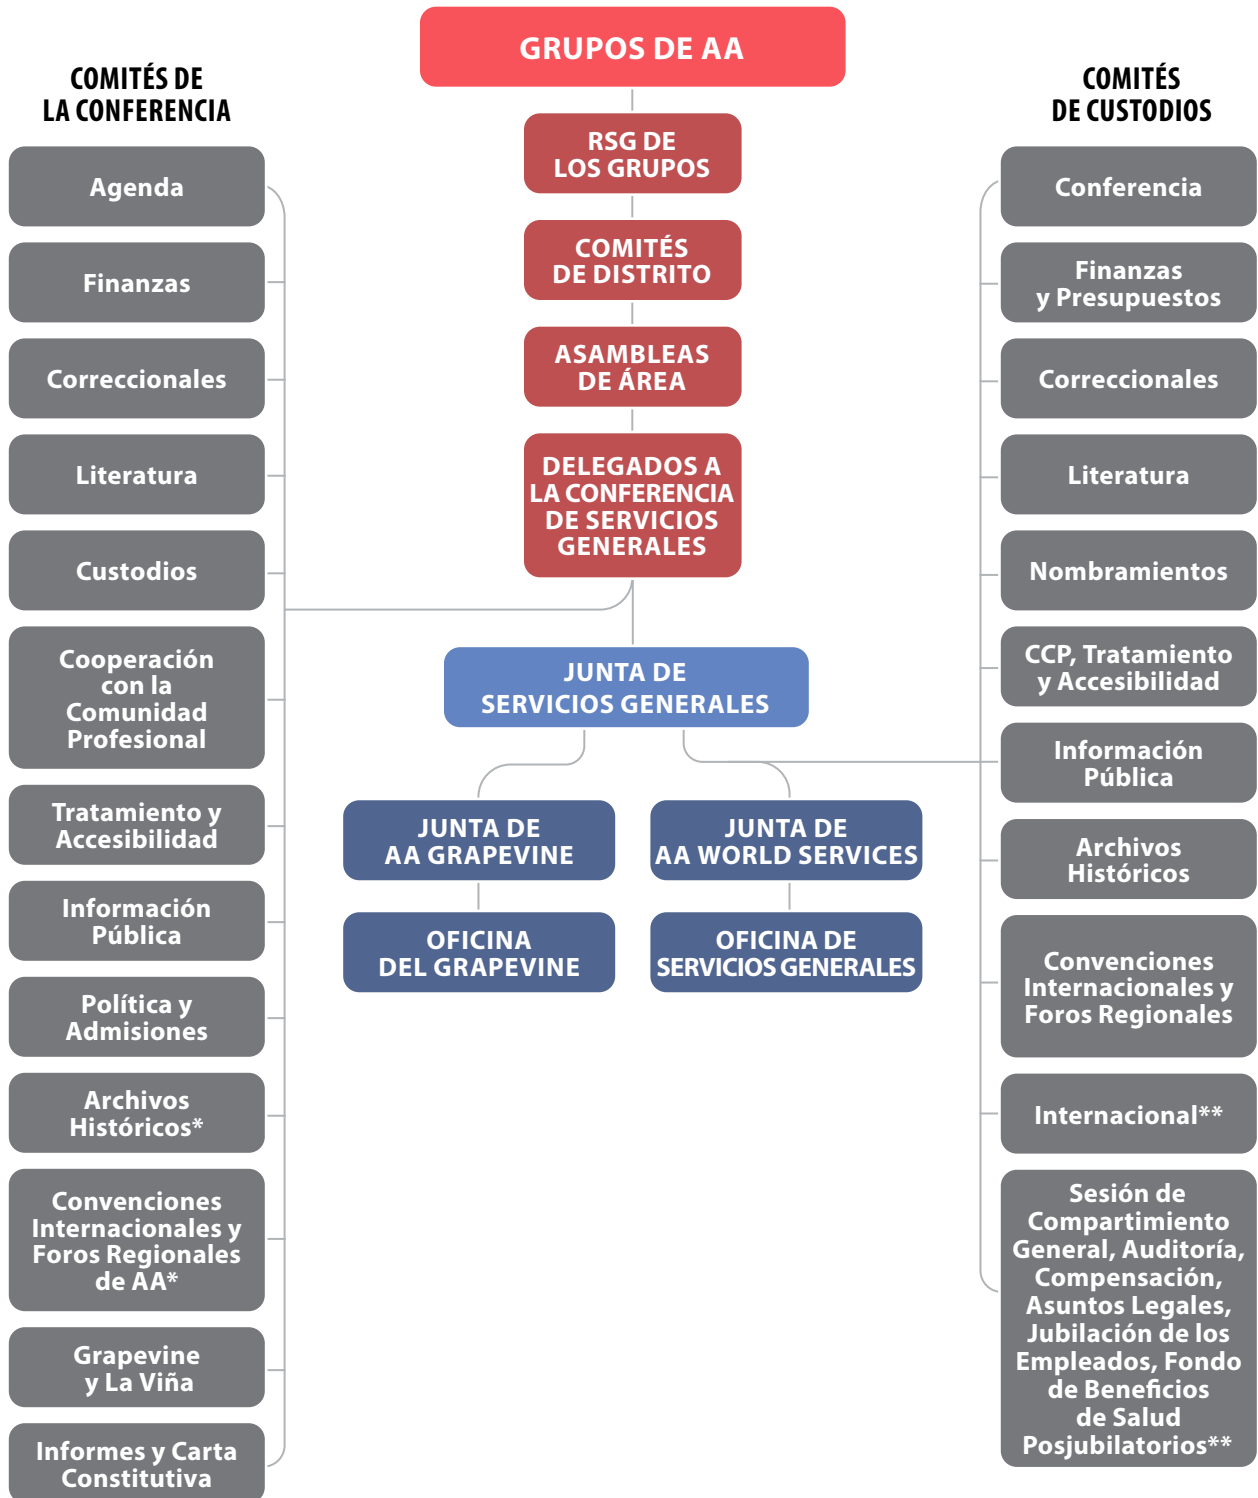 GRUPOS DE AA
COMITÉS DE
LA CONFERENCIA
Agenda
Finanzas
Correccionales
Literatura
Custodios
Cooperación
con la
Comunidad
Profesional
Tratamiento y
Accesibilidad
Información
Pública
Política y
Admisiones
Archivos
Históricos*
Convenciones
Internacionales y
Foros Regionales
de AA*
Grapevine
y La Viña
Informes y Carta
Constitutiva
RSG DE
LOS GRUPOS
COMITÉS
DE DISTRITO
ASAMBLEAS
DE ÁREA
DELEGADOS A
LA CONFERENCIA
DE SERVICIOS
GENERALES
JUNTA DE
SERVICIOS GENERALES
JUNTA DE
AA GRAPEVINE
JUNTA DE
AA WORLD SERVICES
OFICINA
DEL GRAPEVINE
OFICINA DE
SERVICIOS GENERALES
COMITÉS
DE CUSTODIOS
Conferencia
Finanzas
y Presupuestos
Correccionales
Literatura
Nombramientos
CCP, Tratamiento
y Accesibilidad
Información
Pública
Archivos
Históricos
Convenciones
Internacionales y
Foros Regionales
Internacional**
Sesión de
Compartimiento
General, Auditoría,
Compensación,
Asuntos Legales,
Jubilación de los
Empleados, Fondo
de Beneficios
de Salud
Posjubilatorios**